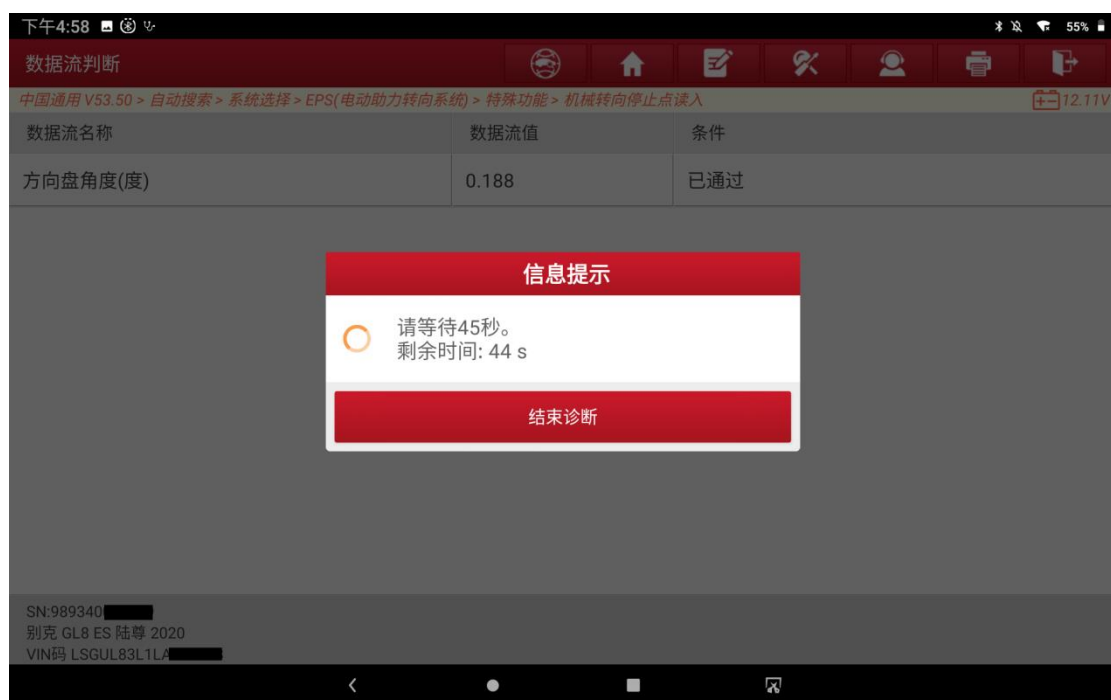 下午4:58
55%
数据流判断
中国通用 V53.50 > 自动搜索 > 系统选择 > EPS(电动助力转向系统) > 特殊功能 > 机械转向停止点读入
12.11V
数据流名称 数据流值 条件
方向盘角度(度) 0.188 已通过
信息提示
请等待45秒。
剩余时间: 44 s
结束诊断
SN:989340
别克 GL8 ES 陆尊 2020
VIN码 LSGUL83L1LA